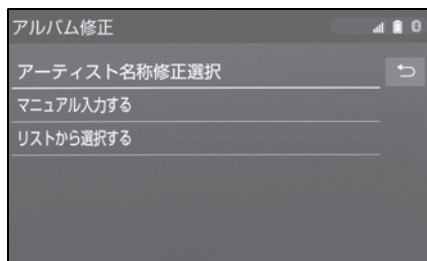 アルバム修正
アーティスト名称修正選択
マニュアル入力する
リストから選択する